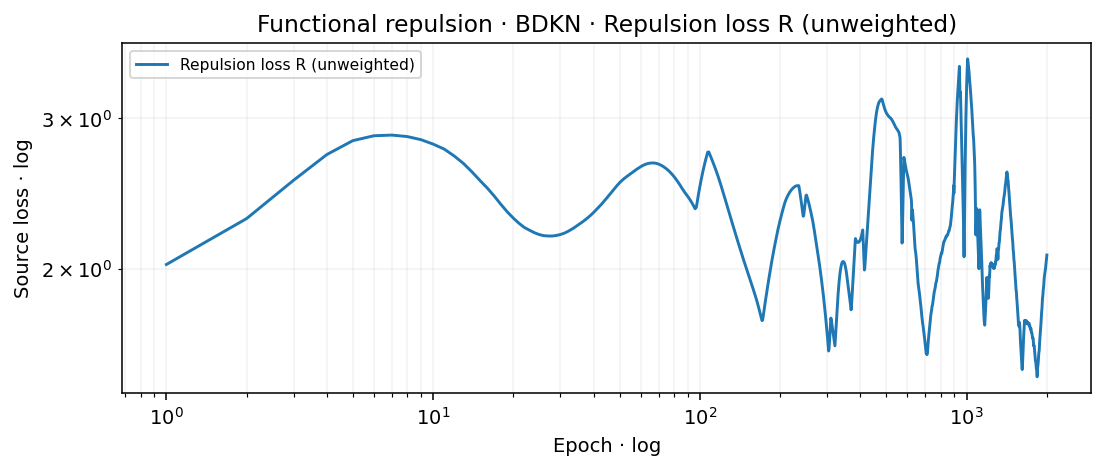 Functional repulsion · BDKN · Repulsion loss R (unweighted)
Repulsion loss R (unweighted)
Source loss · log
3 × 10⁰
2 × 10⁰
10⁰ 10¹ 10² 10³
Epoch · log